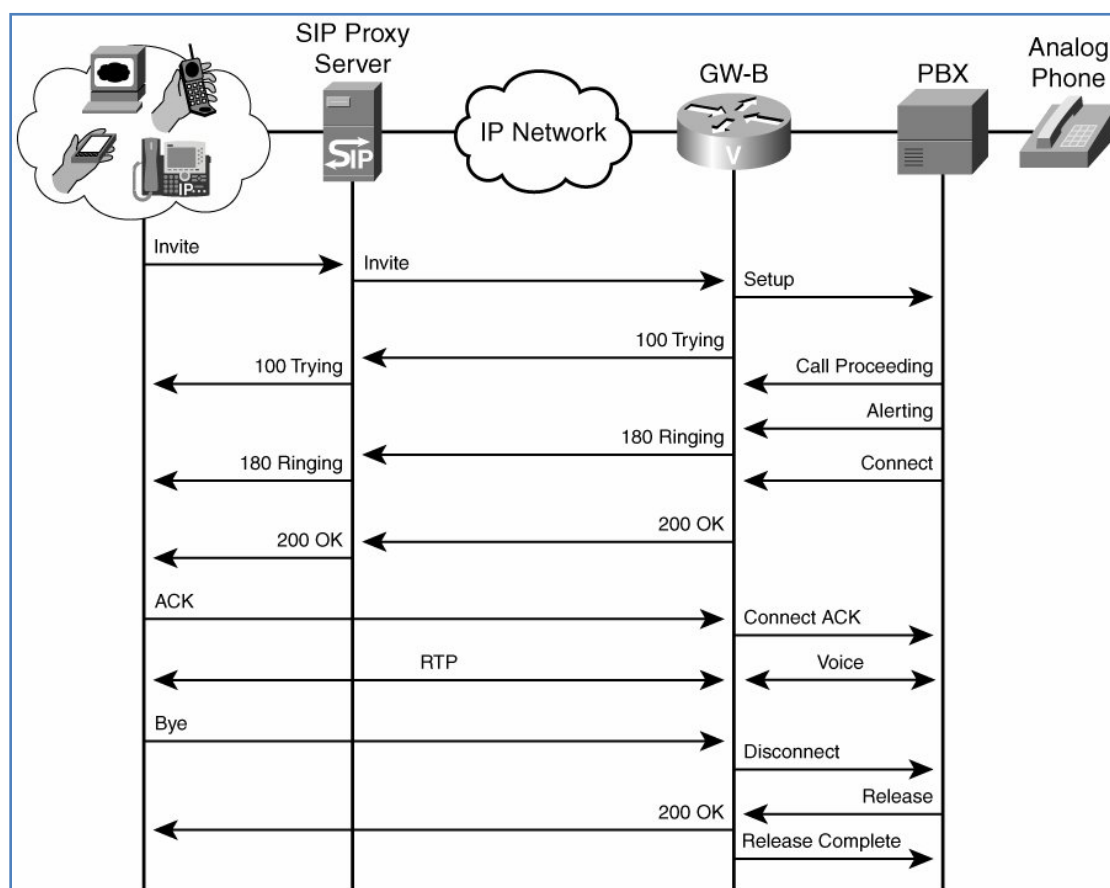 SIP Proxy
Server
GW-B
PBX
Analog
Phone
IP Network
SIP
V
IP
Invite
Invite
Setup
100 Trying
100 Trying
Call Proceeding
Alerting
180 Ringing
180 Ringing
Connect
200 OK
200 OK
ACK
Connect ACK
RTP
Voice
Bye
Disconnect
Release
200 OK
Release Complete